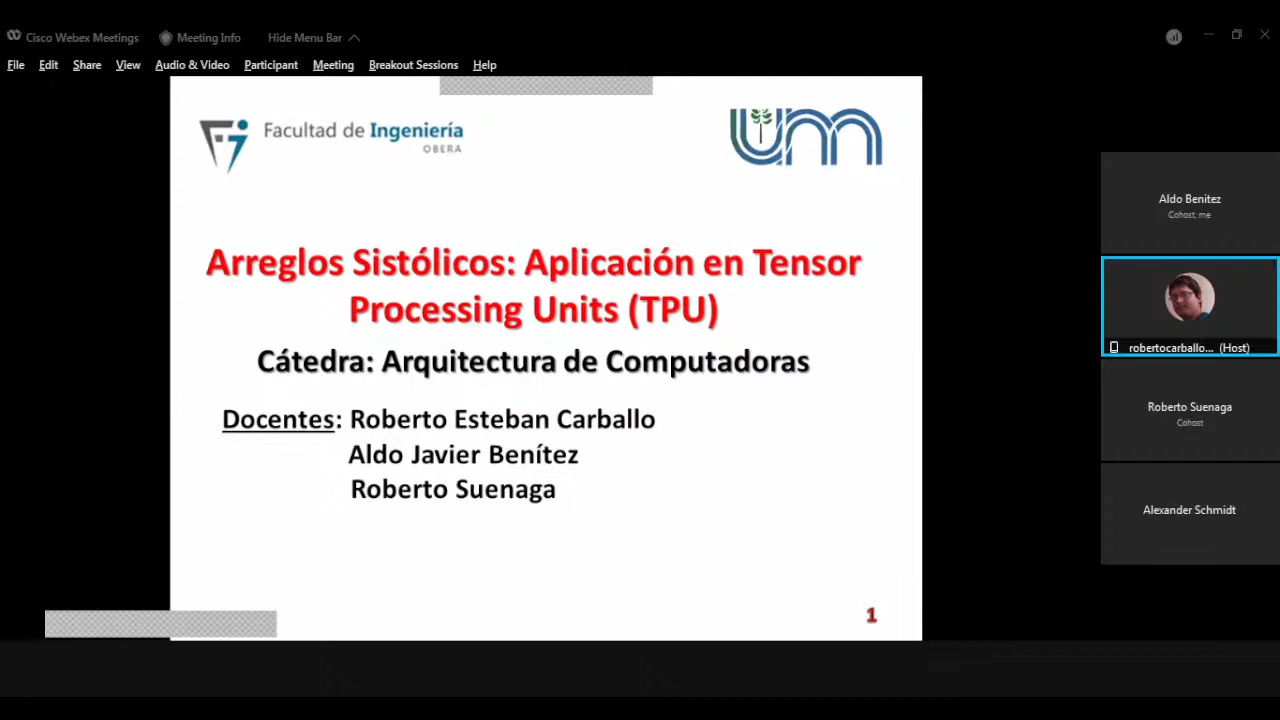 Cisco Webex Meetings
Meeting Info
Hide Menu Bar
File Edit Share View Audio & Video Participant Meeting Breakout Sessions Help
Facultad de Ingeniería
OBERA
um
Arreglos Sistólicos: Aplicación en Tensor
Processing Units (TPU)
Cátedra: Arquitectura de Computadoras
Docentes: Roberto Esteban Carballo
Aldo Javier Benítez
Roberto Suenaga
1
Aldo Benitez
Cohost, me
robertocarballo... (Host)
Roberto Suenaga
Cohost
Alexander Schmidt